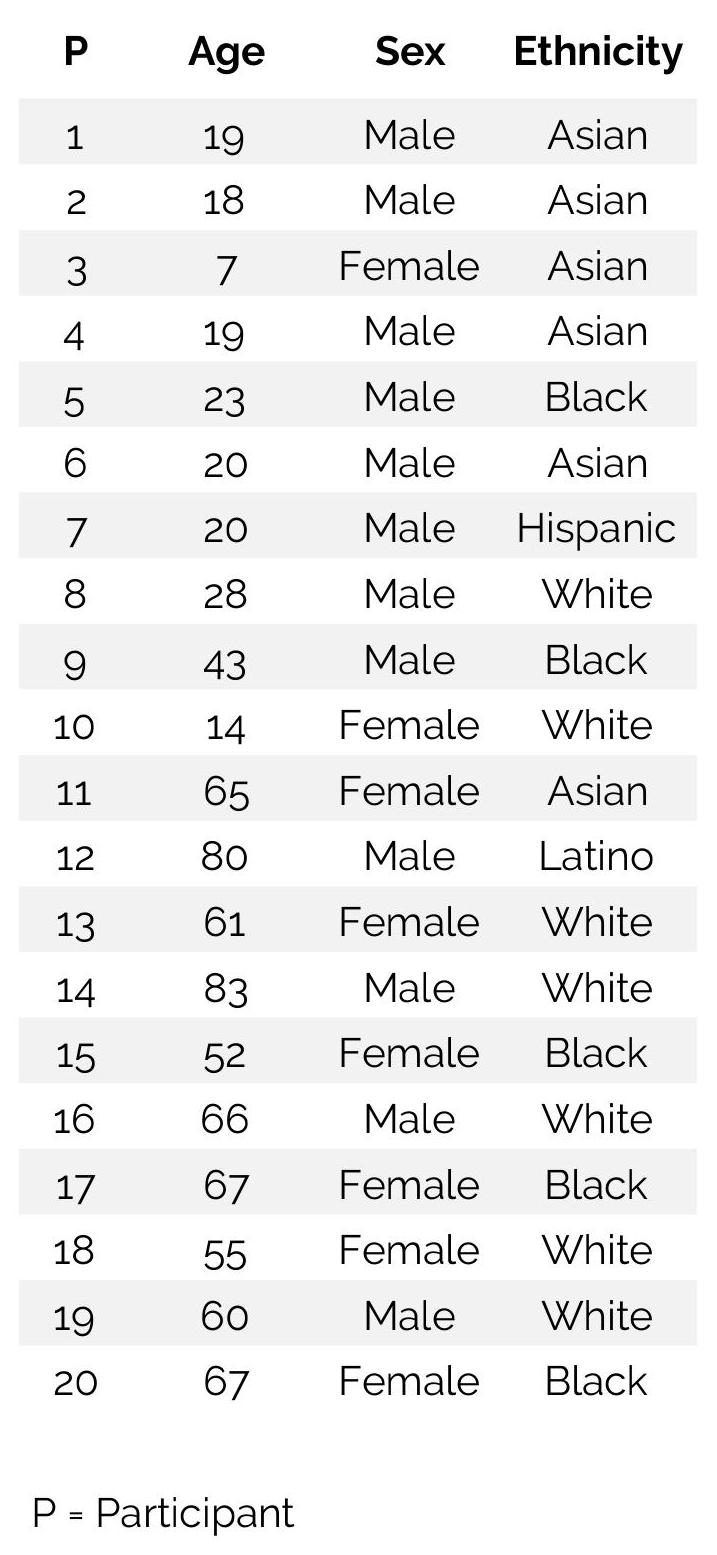 P Age Sex Ethnicity
1 19 Male Asian
2 18 Male Asian
3 7 Female Asian
4 19 Male Asian
5 23 Male Black
6 20 Male Asian
7 20 Male Hispanic
8 28 Male White
9 43 Male Black
10 14 Female White
11 65 Female Asian
12 80 Male Latino
13 61 Female White
14 83 Male White
15 52 Female Black
16 66 Male White
17 67 Female Black
18 55 Female White
19 60 Male White
20 67 Female Black
P = Participant